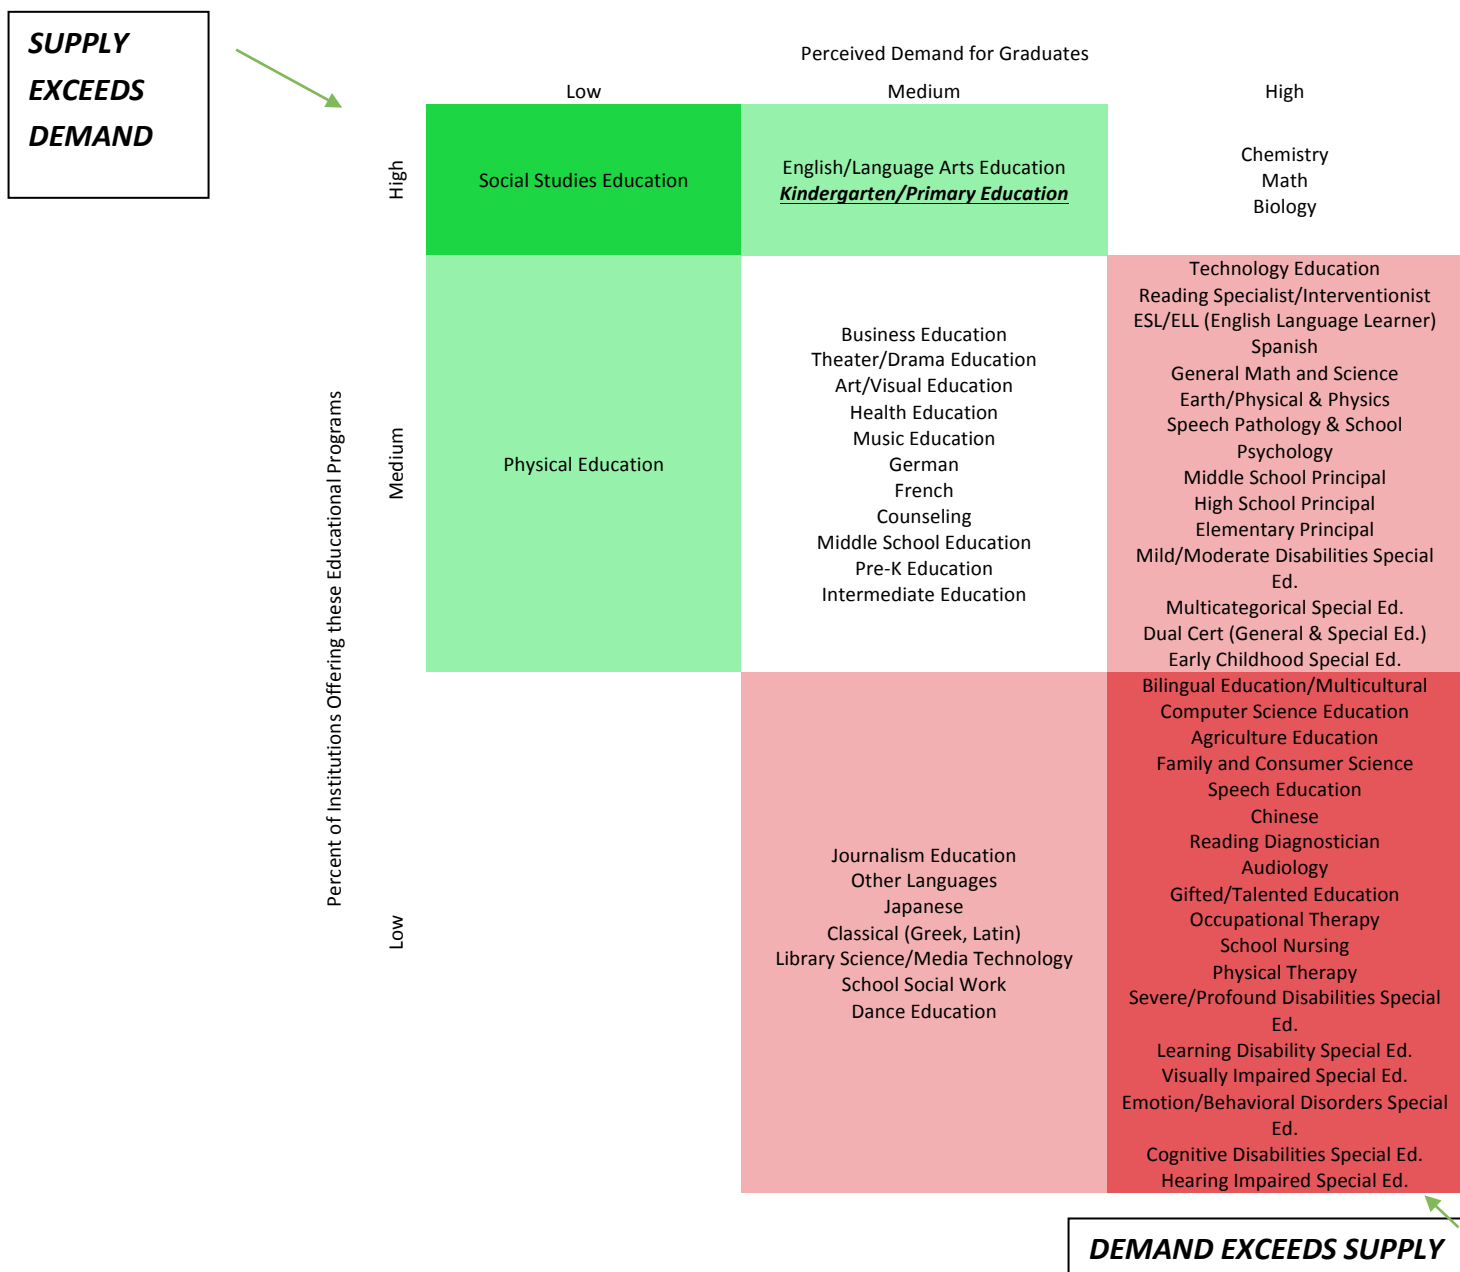 SUPPLY
EXCEEDS
DEMAND
Perceived Demand for Graduates
Low
Medium
High
Percent of Institutions Offering these Educational Programs
High
Social Studies Education
English/Language Arts Education
Kindergarten/Primary Education
Chemistry
Math
Biology
Medium
Physical Education
Business Education
Theater/Drama Education
Art/Visual Education
Health Education
Music Education
German
French
Counseling
Middle School Education
Pre-K Education
Intermediate Education
Technology Education
Reading Specialist/Interventionist
ESL/ELL (English Language Learner)
Spanish
General Math and Science
Earth/Physical & Physics
Speech Pathology & School
Psychology
Middle School Principal
High School Principal
Elementary Principal
Mild/Moderate Disabilities Special
Ed.
Multicategorical Special Ed.
Dual Cert (General & Special Ed.)
Early Childhood Special Ed.
Low
Journalism Education
Other Languages
Japanese
Classical (Greek, Latin)
Library Science/Media Technology
School Social Work
Dance Education
Bilingual Education/Multicultural
Computer Science Education
Agriculture Education
Family and Consumer Science
Speech Education
Chinese
Reading Diagnostician
Audiology
Gifted/Talented Education
Occupational Therapy
School Nursing
Physical Therapy
Severe/Profound Disabilities Special
Ed.
Learning Disability Special Ed.
Visually Impaired Special Ed.
Emotion/Behavioral Disorders Special
Ed.
Cognitive Disabilities Special Ed.
Hearing Impaired Special Ed.
DEMAND EXCEEDS SUPPLY